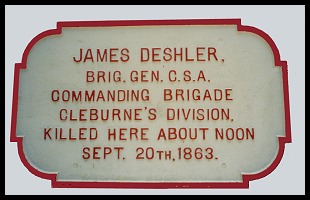 JAMES DESHLER,
BRIG. GEN. C.S.A.
COMMANDING BRIGADE
CLEBURNE'S DIVISION,
KILLED HERE ABOUT NOON
SEPT. 20TH, 1863.